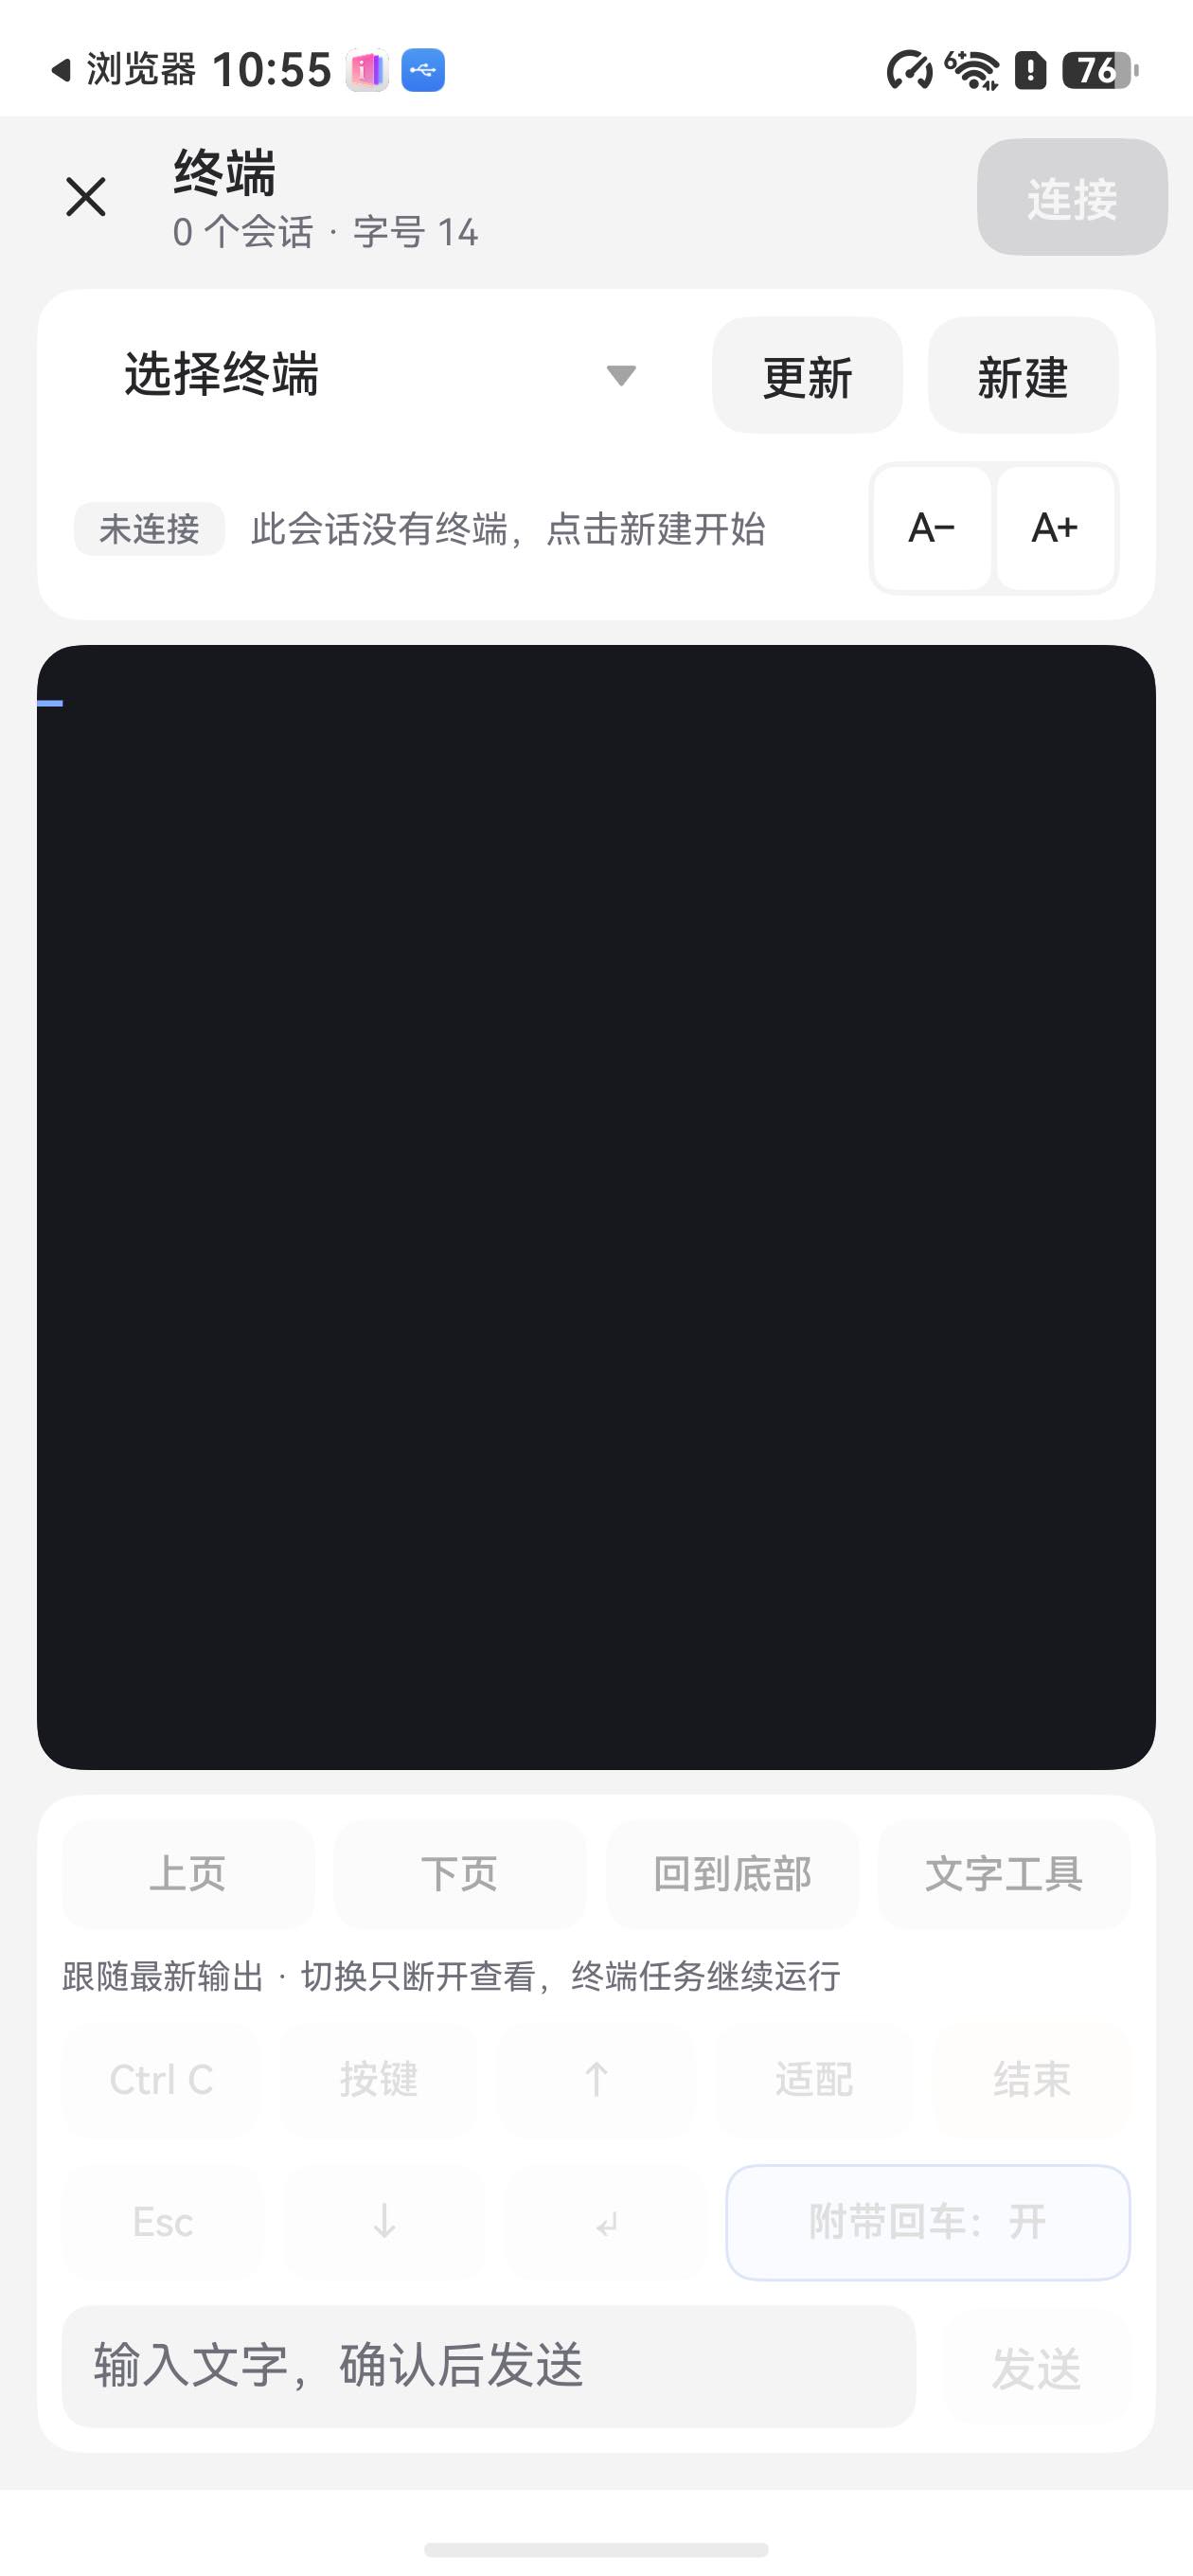 浏览器 10:55 76
终端
0 个会话 · 字号 14
连接
选择终端
更新
新建
未连接
此会话没有终端，点击新建开始
A-
A+
上页
下页
回到底部
文字工具
跟随最新输出 · 切换只断开查看，终端任务继续运行
Ctrl C
按键
↑
适配
结束
Esc
↓
↲
附带回车：开
输入文字，确认后发送
发送